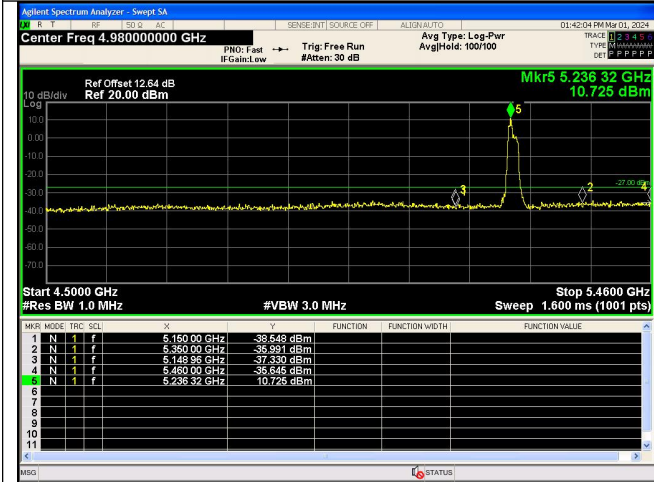 Agilent Spectrum Analyzer - Swept SA
R T RF 50 Ω AC SENSE:INT SOURCE OFF ALIGN AUTO 01:42:04 PM Mar 01, 2024
Center Freq 4.980000000 GHz
PNO: Fast
IFGain:Low
Trig: Free Run
#Atten: 30 dB
Avg Type: Log-Pwr
Avg|Hold: 100/100
TRACE 1 2 3 4 5 6
TYPE M
DET P P P P P P
Mkr5 5.236 32 GHz
10.725 dBm
Ref Offset 12.64 dB
10 dB/div Ref 20.00 dBm
Log
10.0
0.00
-10.0
-20.0
-30.0
-40.0
-50.0
-60.0
-70.0
5
3
2
4
-27.00 dBm
Start 4.5000 GHz Stop 5.4600 GHz
#Res BW 1.0 MHz #VBW 3.0 MHz Sweep 1.600 ms (1001 pts)
MKR MODE TRC SCL X Y FUNCTION FUNCTION WIDTH FUNCTION VALUE
1 N 1 f 5.150 00 GHz -38.548 dBm
2 N 1 f 5.350 00 GHz -35.991 dBm
3 N 1 f 5.148 96 GHz -37.330 dBm
4 N 1 f 5.460 00 GHz -35.645 dBm
5 N 1 f 5.236 32 GHz 10.725 dBm
6
7
8
9
10
11
MSG STATUS